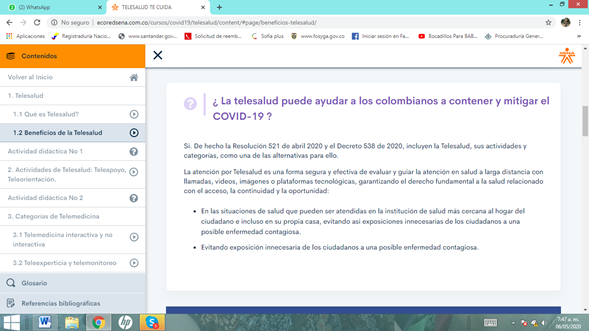 (2) WhatsApp
TELESALUD TE CUIDA
No seguro | ecoredsena.com.co/cursos/covid19/telesalud/content/#page/beneficios-telesalud/
Aplicaciones
Registraduría Nacio...
www.santander.gov...
Solicitud de reemb...
Sofia plus
www.fosyga.gov.co
Iniciar sesión en Fa...
Bocadillos Para BAB...
Procuraduría Gener...
Contenidos
Volver al Inicio
1. Telesalud
1.1 Qué es Telesalud?
1.2 Beneficios de la Telesalud
Actividad didáctica No 1
2. Actividades de Telesalud: Teleapoyo,
Teleorientación.
Actividad didáctica No 2
3. Categorías de Telemedicina
3.1 Telemedicina interactiva y no
interactiva
3.2 Teleexperticia y telemonitoreo
Glosario
Referencias bibliográficas
¿ La telesalud puede ayudar a los colombianos a contener y mitigar el
COVID-19 ?
Si. De hecho la Resolución 521 de abril 2020 y el Decreto 538 de 2020, incluyen la Telesalud, sus actividades y
categorías, como una de las alternativas para ello.
La atención por Telesalud es una forma segura y efectiva de evaluar y guiar la atención en salud a larga distancia con
llamadas, videos, imágenes o plataformas tecnológicas, garantizando el derecho fundamental a la salud relacionado
con el acceso, la continuidad y la oportunidad:
• En las situaciones de salud que pueden ser atendidas en la institución de salud más cercana al hogar del
ciudadano e incluso en su propia casa, evitando así exposiciones innecesarias de los ciudadanos a una
posible enfermedad contagiosa.
• Evitando exposición innecesaria de los ciudadanos a una posible enfermedad contagiosa.
7:47 a. m.
06/05/2020